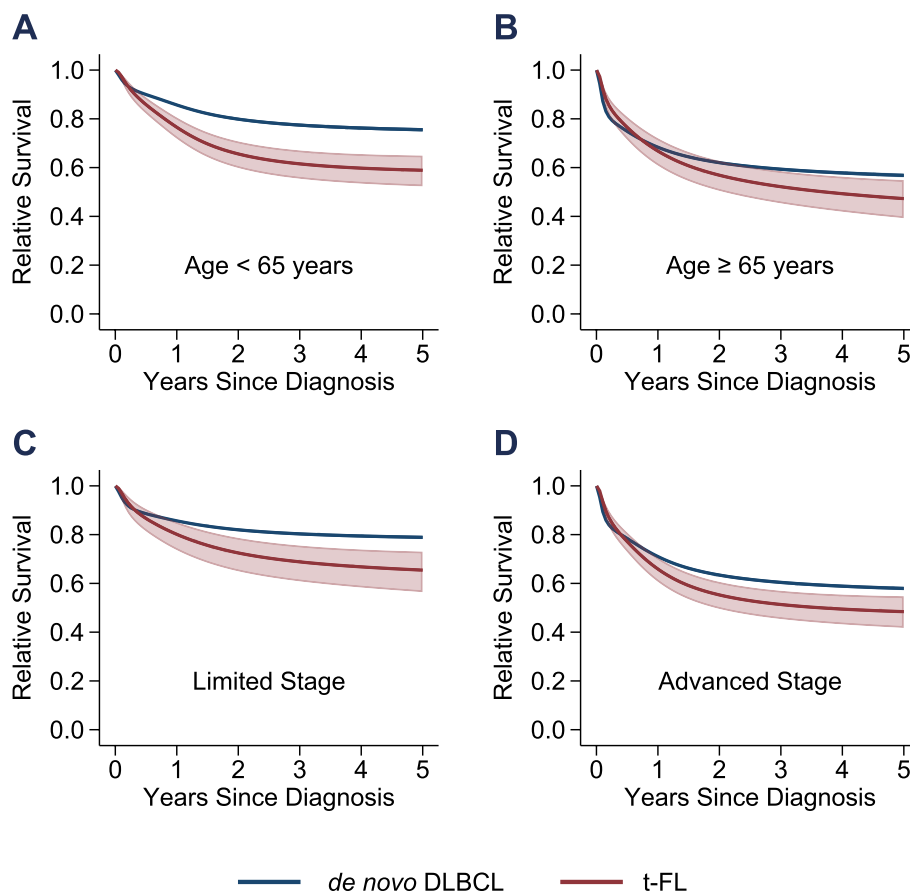 A
Relative Survival
1.0
0.8
0.6
0.4
0.2
0.0
Age < 65 years
0 1 2 3 4 5
Years Since Diagnosis
B
Relative Survival
1.0
0.8
0.6
0.4
0.2
0.0
Age ≥ 65 years
0 1 2 3 4 5
Years Since Diagnosis
C
Relative Survival
1.0
0.8
0.6
0.4
0.2
0.0
Limited Stage
0 1 2 3 4 5
Years Since Diagnosis
D
Relative Survival
1.0
0.8
0.6
0.4
0.2
0.0
Advanced Stage
0 1 2 3 4 5
Years Since Diagnosis
de novo DLBCL
t-FL